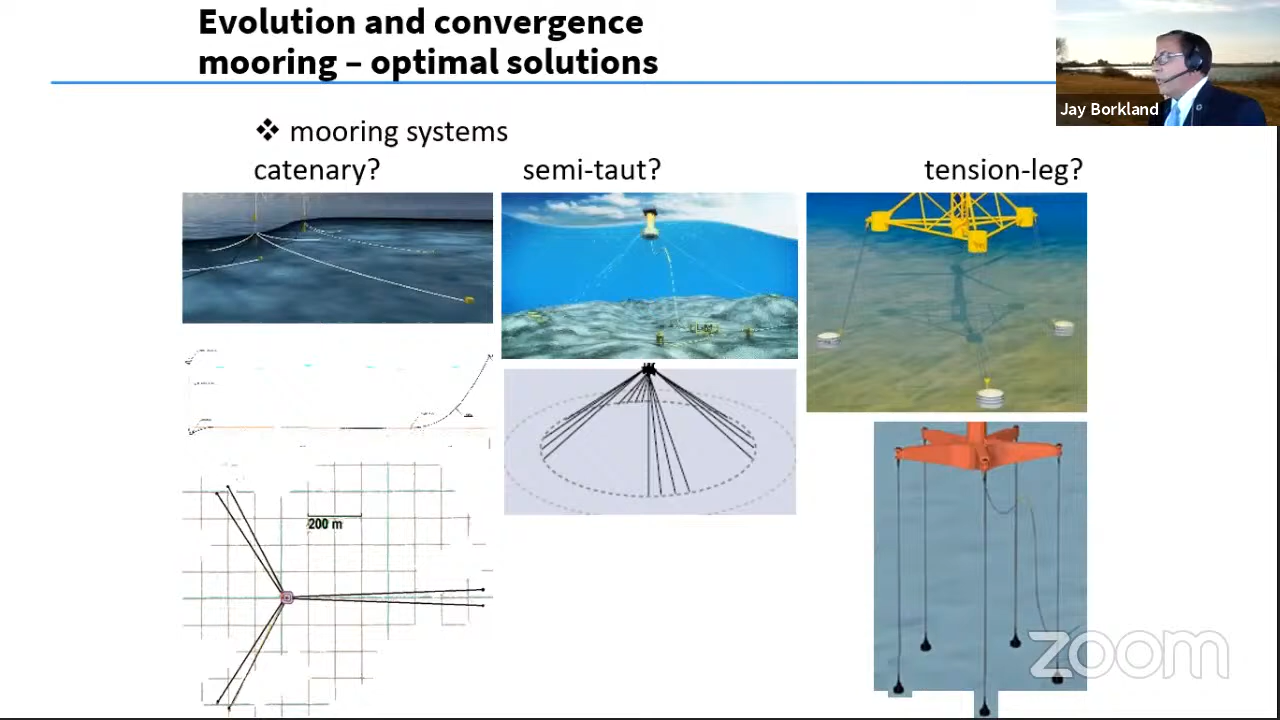 Evolution and convergence
mooring – optimal solutions
Jay Borkland
❖ mooring systems
catenary?
semi-taut?
tension-leg?
200 m
zoom